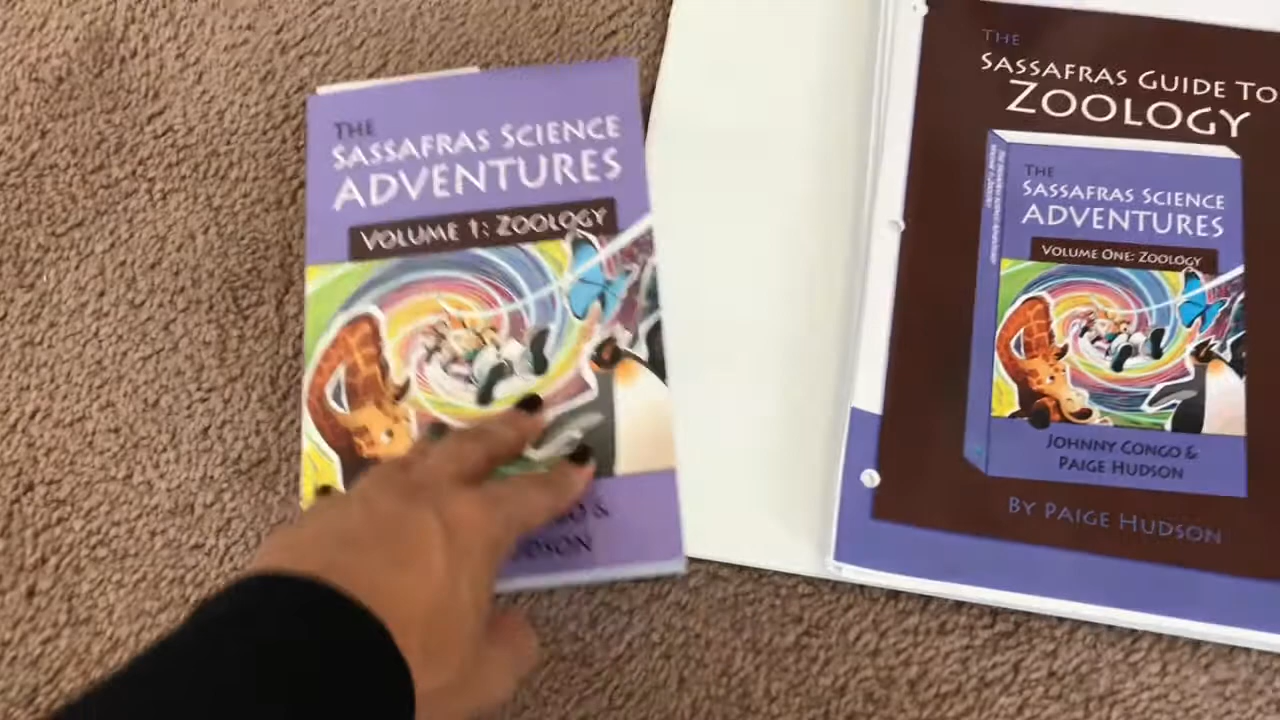 THE
SASSAFRAS SCIENCE
ADVENTURES
VOLUME 1: ZOOLOGY
THE
SASSAFRAS GUIDE TO
ZOOLOGY
THE
SASSAFRAS SCIENCE
ADVENTURES
VOLUME ONE: ZOOLOGY
JOHNNY CONGO &
PAIGE HUDSON
BY PAIGE HUDSON